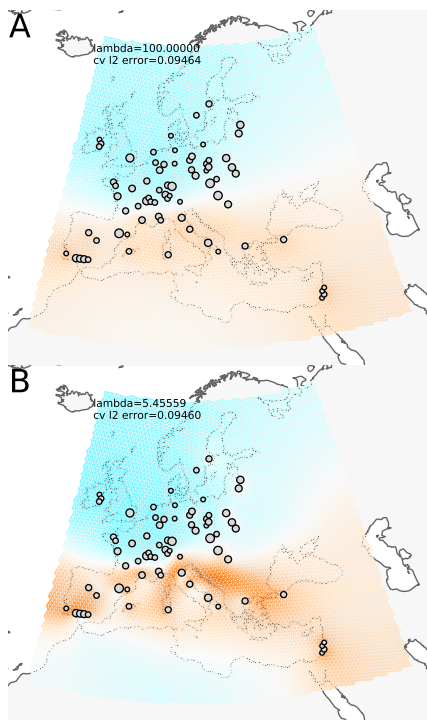 A
lambda=100.00000
cv l2 error=0.09464
B
lambda=5.45559
cv l2 error=0.09460